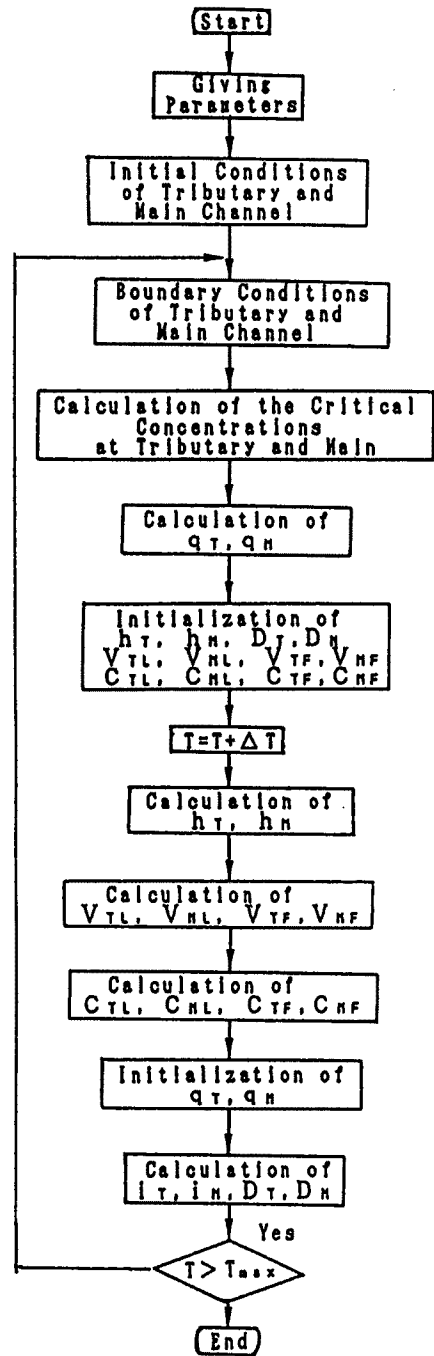 Start
Giving
Parameters
Initial Conditions
of Tributary and
Main Channel
Boundary Conditions
of Tributary and
Main Channel
Calculation of the Critical
Concentrations
at Tributary and Main
Calculation of
qT, qM
Initialization of
hT, hM, DT, DM
VTL, VML, VTF, VMF
CTL, CML, CTF, CMF
T=T+ΔT
Calculation of
hT, hM
Calculation of
VTL, VML, VTF, VMF
Calculation of
CTL, CML, CTF, CMF
Initialization of
qT, qM
Calculation of
iT, iM, DT, DM
Yes
T > Tmax
End